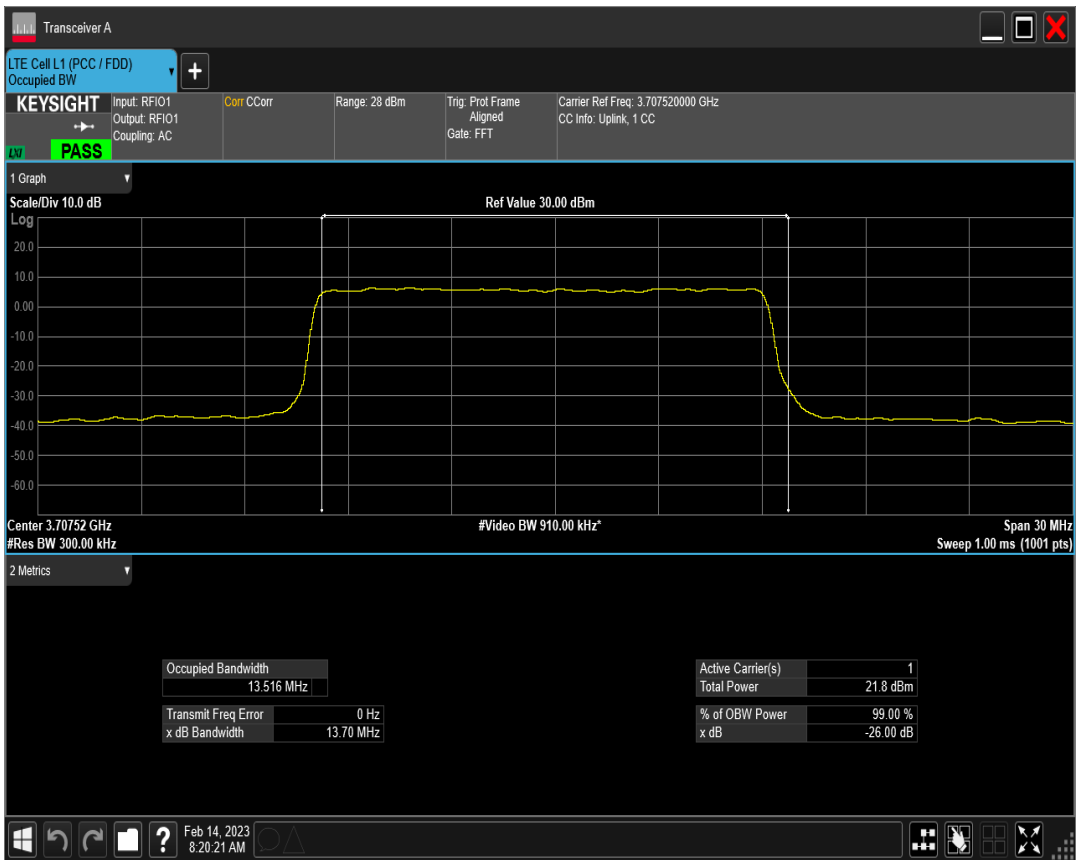 Transceiver A
LTE Cell L1 (PCC / FDD)
Occupied BW
KEYSIGHT
LXI
PASS
Input: RFIO1
Output: RFIO1
Coupling: AC
Corr CCorr
Range: 28 dBm
Trig: Prot Frame
Aligned
Gate: FFT
Carrier Ref Freq: 3.707520000 GHz
CC Info: Uplink, 1 CC
1 Graph
Scale/Div 10.0 dB
Ref Value 30.00 dBm
Log
20.0
10.0
0.00
-10.0
-20.0
-30.0
-40.0
-50.0
-60.0
Center 3.70752 GHz
#Video BW 910.00 kHz*
Span 30 MHz
#Res BW 300.00 kHz
Sweep 1.00 ms (1001 pts)
2 Metrics
Occupied Bandwidth
13.516 MHz
Transmit Freq Error 0 Hz
x dB Bandwidth 13.70 MHz
Active Carrier(s) 1
Total Power 21.8 dBm
% of OBW Power 99.00 %
x dB -26.00 dB
?
Feb 14, 2023
8:20:21 AM